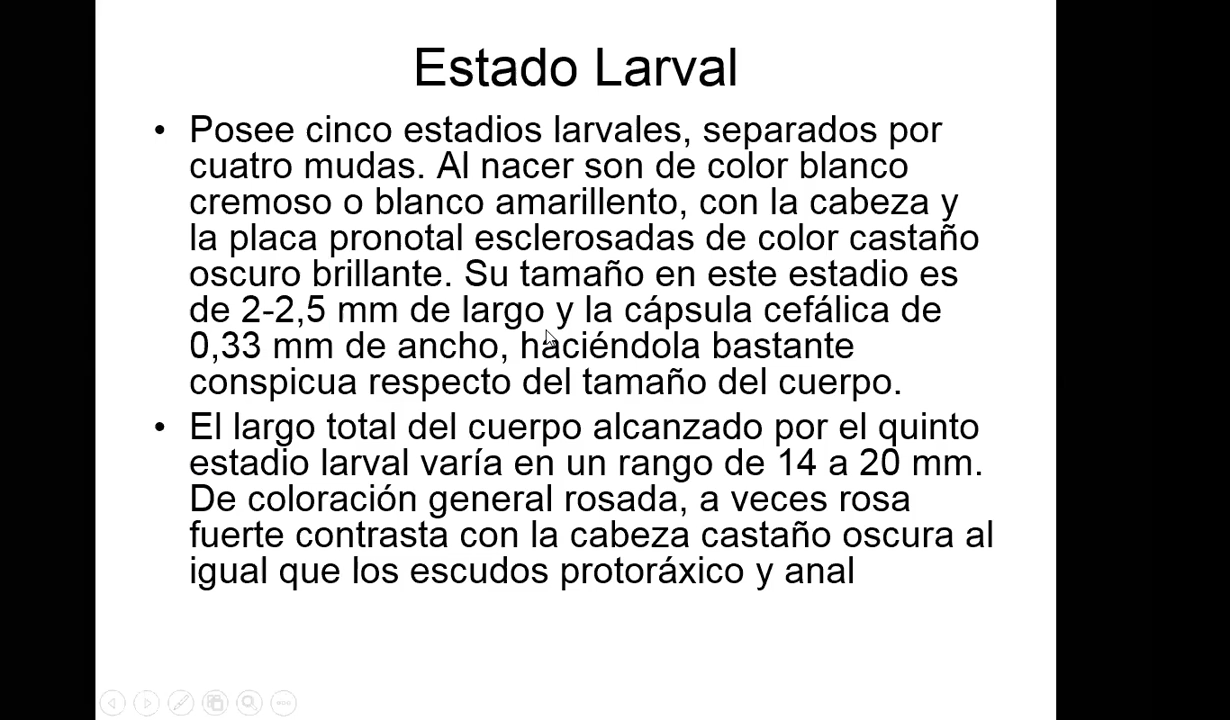 Estado Larval
• Posee cinco estadios larvales, separados por
cuatro mudas. Al nacer son de color blanco
cremoso o blanco amarillento, con la cabeza y
la placa pronotal esclerosadas de color castaño
oscuro brillante. Su tamaño en este estadio es
de 2-2,5 mm de largo y la cápsula cefálica de
0,33 mm de ancho, haciéndola bastante
conspicua respecto del tamaño del cuerpo.
• El largo total del cuerpo alcanzado por el quinto
estadio larval varía en un rango de 14 a 20 mm.
De coloración general rosada, a veces rosa
fuerte contrasta con la cabeza castaño oscura al
igual que los escudos protoráxico y anal